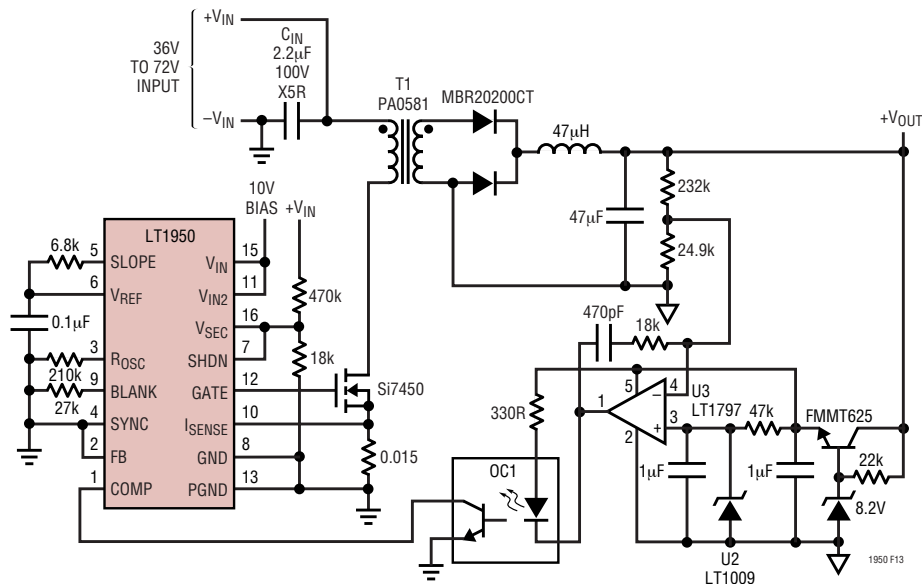 +VIN
CIN
2.2µF
100V
X5R
36V
TO 72V
INPUT
–VIN
T1
PA0581
MBR20200CT
47µH
+VOUT
232k
47µF
24.9k
10V
BIAS
+VIN
LT1950
6.8k
5
SLOPE
6
VREF
0.1µF
3
ROSC
210k
9
BLANK
27k
4
SYNC
2
FB
1
COMP
15
VIN
11
VIN2
16
VSEC
7
SHDN
12
GATE
10
ISENSE
8
GND
13
PGND
470k
18k
Si7450
0.015
470pF
18k
330R
OC1
1
5
4
–
U3
LT1797
3
+
2
47k
FMMT625
1µF
1µF
22k
8.2V
U2
LT1009
1950 F13